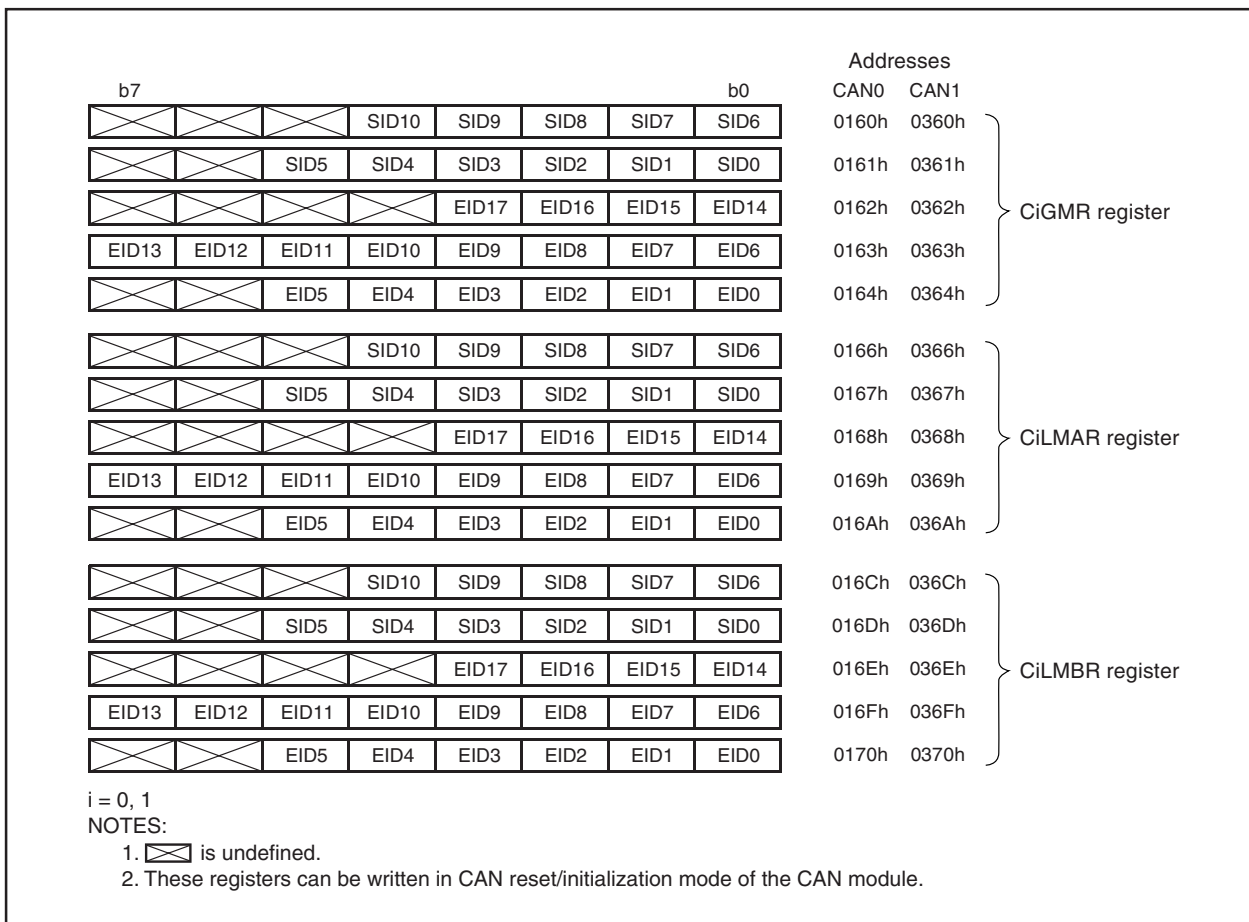 Addresses
b7 b0 CAN0 CAN1
SID10 SID9 SID8 SID7 SID6 0160h 0360h
SID5 SID4 SID3 SID2 SID1 SID0 0161h 0361h
EID17 EID16 EID15 EID14 0162h 0362h CiGMR register
EID13 EID12 EID11 EID10 EID9 EID8 EID7 EID6 0163h 0363h
EID5 EID4 EID3 EID2 EID1 EID0 0164h 0364h
SID10 SID9 SID8 SID7 SID6 0166h 0366h
SID5 SID4 SID3 SID2 SID1 SID0 0167h 0367h
EID17 EID16 EID15 EID14 0168h 0368h CiLMAR register
EID13 EID12 EID11 EID10 EID9 EID8 EID7 EID6 0169h 0369h
EID5 EID4 EID3 EID2 EID1 EID0 016Ah 036Ah
SID10 SID9 SID8 SID7 SID6 016Ch 036Ch
SID5 SID4 SID3 SID2 SID1 SID0 016Dh 036Dh
EID17 EID16 EID15 EID14 016Eh 036Eh CiLMBR register
EID13 EID12 EID11 EID10 EID9 EID8 EID7 EID6 016Fh 036Fh
EID5 EID4 EID3 EID2 EID1 EID0 0170h 0370h
i = 0, 1
NOTES:
1. is undefined.
2. These registers can be written in CAN reset/initialization mode of the CAN module.